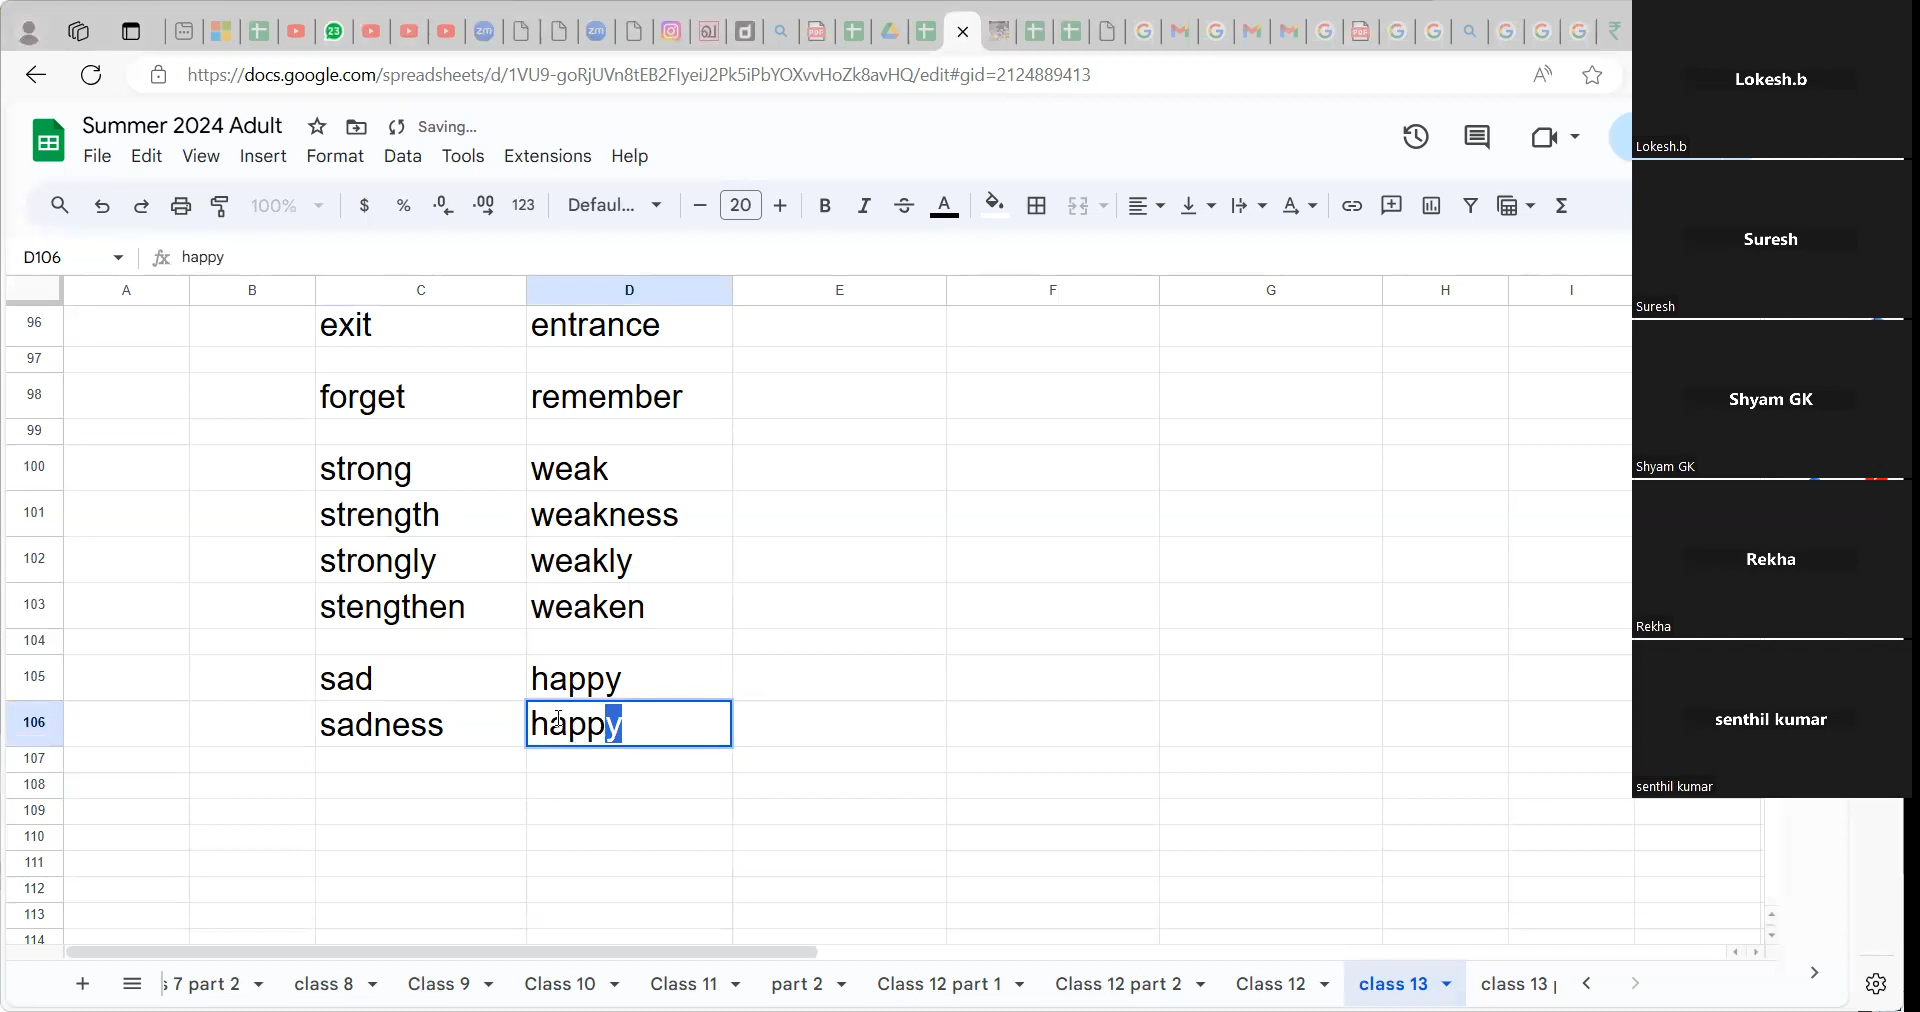 23
https://docs.google.com/spreadsheets/d/1VU9-goRjUVn8tEB2FlyeiJ2Pk5iPbYOXvvHoZk8avHQ/edit#gid=2124889413
Summer 2024 Adult Saving...
File Edit View Insert Format Data Tools Extensions Help
100% $ % .0 .00 123 Defaul... 20 B I A
D106 fx happy
A B C D E F G H I
96 exit entrance
97
98 forget remember
99
100 strong weak
101 strength weakness
102 strongly weakly
103 stengthen weaken
104
105 sad happy
106 sadness happy
107
108
109
110
111
112
113
114
7 part 2 class 8 Class 9 Class 10 Class 11 part 2 Class 12 part 1 Class 12 part 2 Class 12 class 13 class 13
Lokesh.b
Lokesh.b
Suresh
Suresh
Shyam GK
Shyam GK
Rekha
Rekha
senthil kumar
senthil kumar